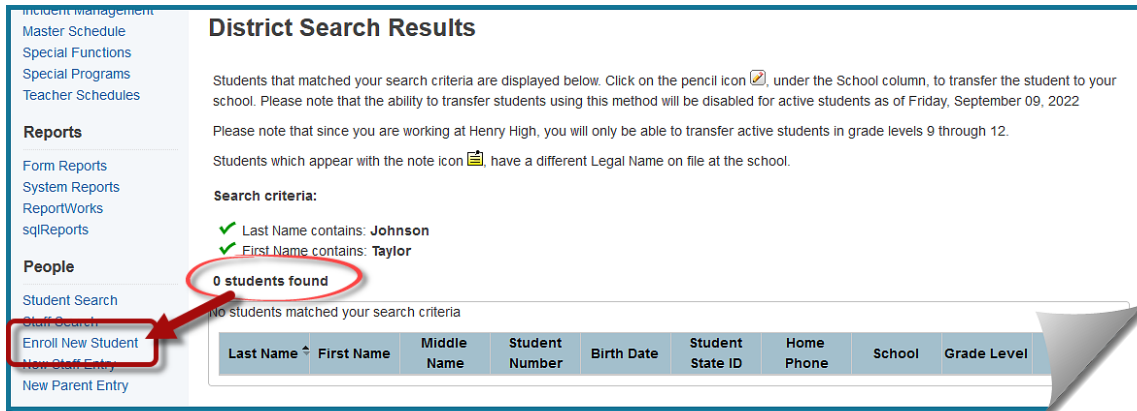 Incident Management
Master Schedule
Special Functions
Special Programs
Teacher Schedules
Reports
Form Reports
System Reports
ReportWorks
sqlReports
People
Student Search
Staff Search
Enroll New Student
New Staff Entry
New Parent Entry
District Search Results
Students that matched your search criteria are displayed below. Click on the pencil icon , under the School column, to transfer the student to your
school. Please note that the ability to transfer students using this method will be disabled for active students as of Friday, September 09, 2022
Please note that since you are working at Henry High, you will only be able to transfer active students in grade levels 9 through 12.
Students which appear with the note icon , have a different Legal Name on file at the school.
Search criteria:
Last Name contains: Johnson
First Name contains: Taylor
0 students found
No students matched your search criteria
Last Name First Name Middle Name Student Number Birth Date Student State ID Home Phone School Grade Level